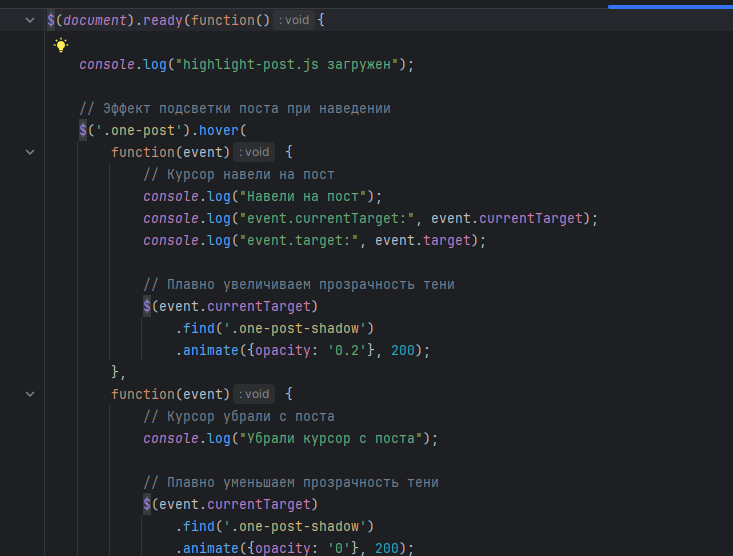 $(document).ready(function() : void {
console.log("highlight-post.js загружен");
// Эффект подсветки поста при наведении
$('.one-post').hover(
function(event) : void {
// Курсор навели на пост
console.log("Навели на пост");
console.log("event.currentTarget:", event.currentTarget);
console.log("event.target:", event.target);
// Плавно увеличиваем прозрачность тени
$(event.currentTarget)
.find('.one-post-shadow')
.animate({opacity: '0.2'}, 200);
},
function(event) : void {
// Курсор убрали с поста
console.log("Убрали курсор с поста");
// Плавно уменьшаем прозрачность тени
$(event.currentTarget)
.find('.one-post-shadow')
.animate({opacity: '0'}, 200);